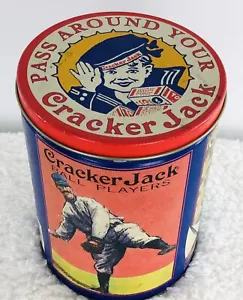 PASS AROUND YOUR
Cracker Jack
Cracker Jack
BALL PLAYERS